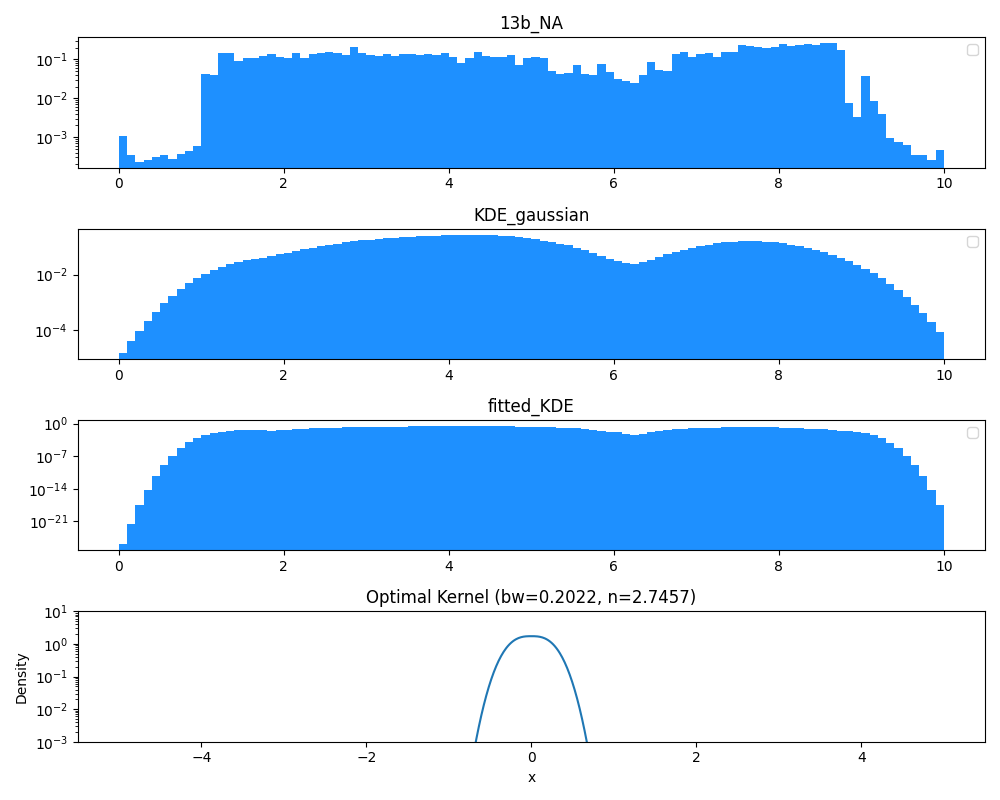 13b_NA
10⁻¹
10⁻²
10⁻³
0 2 4 6 8 10
KDE_gaussian
10⁻²
10⁻⁴
0 2 4 6 8 10
fitted_KDE
10⁰
10⁻⁷
10⁻¹⁴
10⁻²¹
0 2 4 6 8 10
Optimal Kernel (bw=0.2022, n=2.7457)
Density
10¹
10⁰
10⁻¹
10⁻²
10⁻³
−4 −2 0 2 4
x